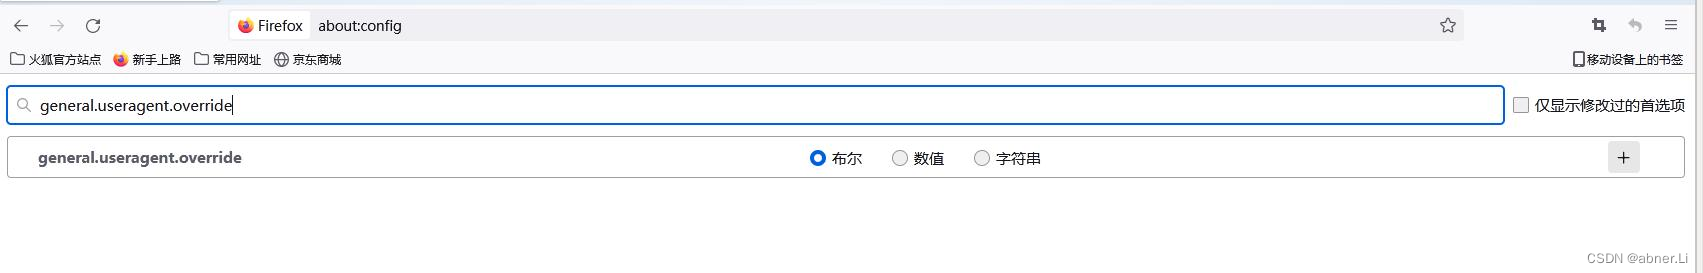 Firefox about:config
火狐官方站点 新手上路 常用网址 京东商城 移动设备上的书签
general.useragent.override 仅显示修改过的首选项
general.useragent.override 布尔 数值 字符串
CSDN @abner.Li